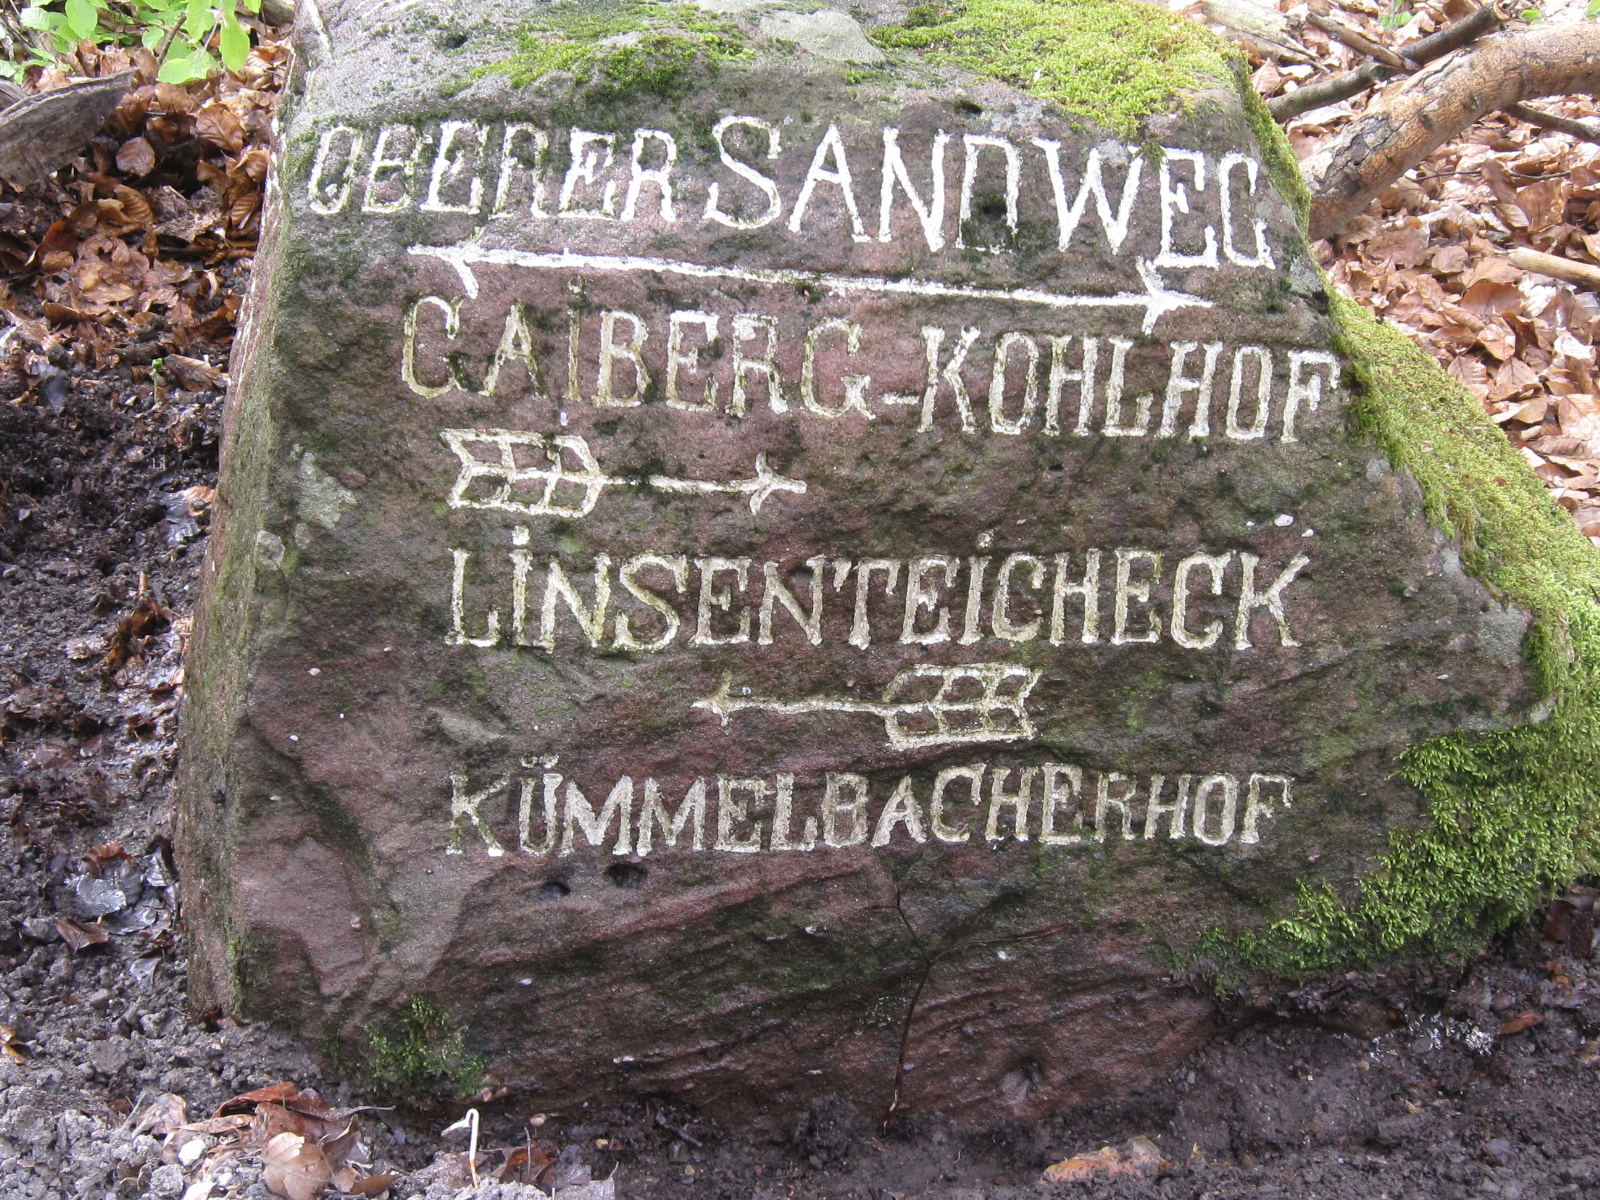 OBERER SANDWEG
GAiBERG-KOHLHOF
LiNSENTEiCHECK
KÜMMELBACHERHOF